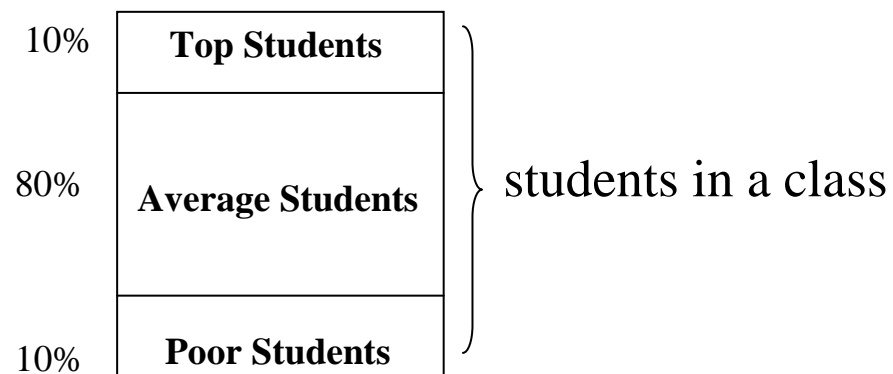 10%
Top Students
80%
Average Students
students in a class
10%
Poor Students